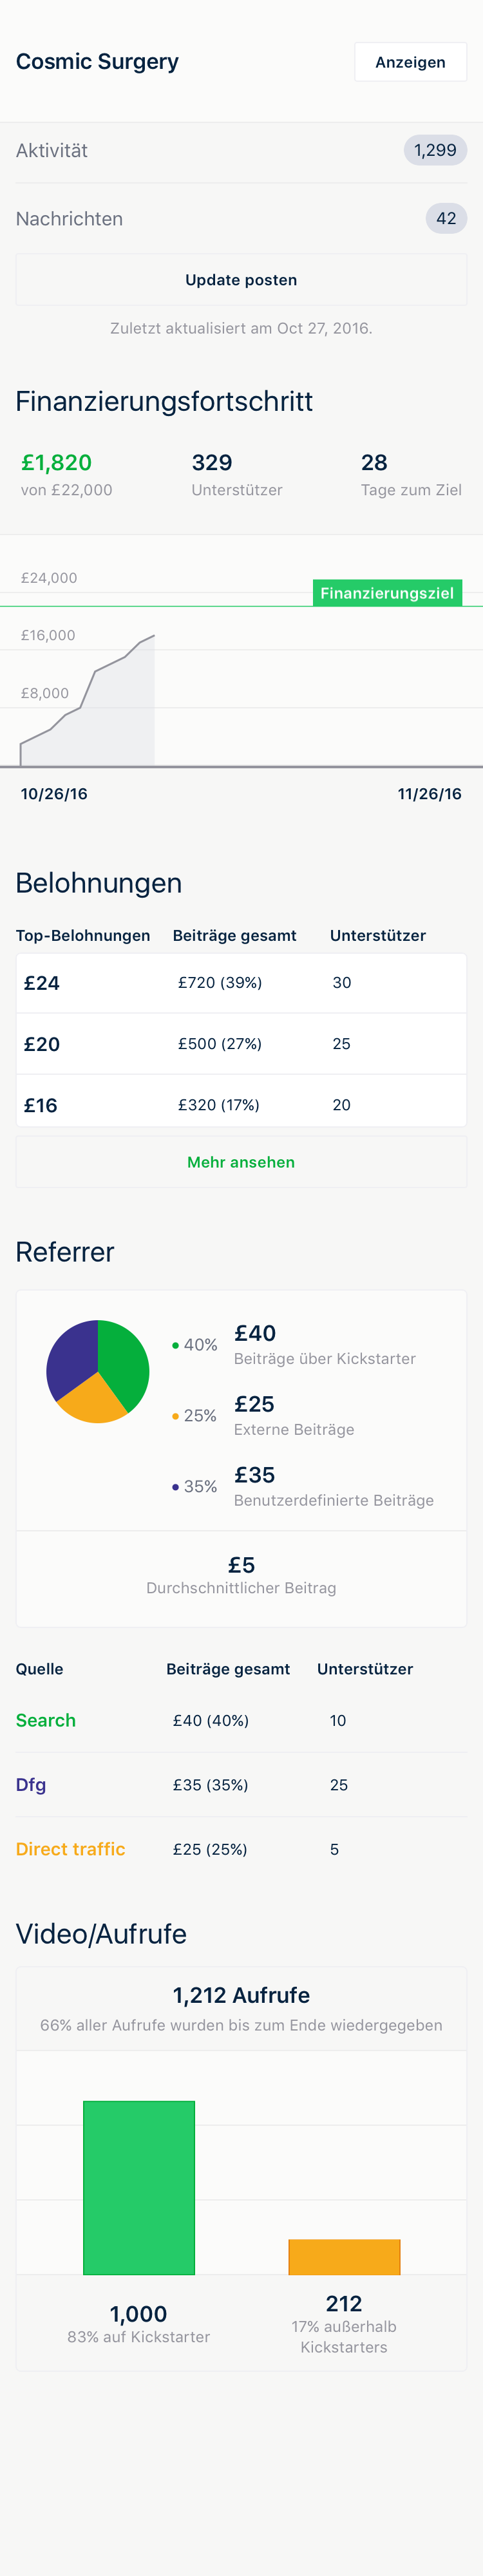 Cosmic Surgery
Anzeigen
Aktivität
1,299
Nachrichten
42
Update posten
Zuletzt aktualisiert am Oct 27, 2016.
Finanzierungsfortschritt
£1,820 329 28
von £22,000 Unterstützer Tage zum Ziel
£24,000
Finanzierungsziel
£16,000
£8,000
10/26/16 11/26/16
Belohnungen
Top-Belohnungen Beiträge gesamt Unterstützer
£24 £720 (39%) 30
£20 £500 (27%) 25
£16 £320 (17%) 20
Mehr ansehen
Referrer
40% £40
Beiträge über Kickstarter
25% £25
Externe Beiträge
35% £35
Benutzerdefinierte Beiträge
£5
Durchschnittlicher Beitrag
Quelle Beiträge gesamt Unterstützer
Search £40 (40%) 10
Dfg £35 (35%) 25
Direct traffic £25 (25%) 5
Video/Aufrufe
1,212 Aufrufe
66% aller Aufrufe wurden bis zum Ende wiedergegeben
1,000
83% auf Kickstarter
212
17% außerhalb
Kickstarters